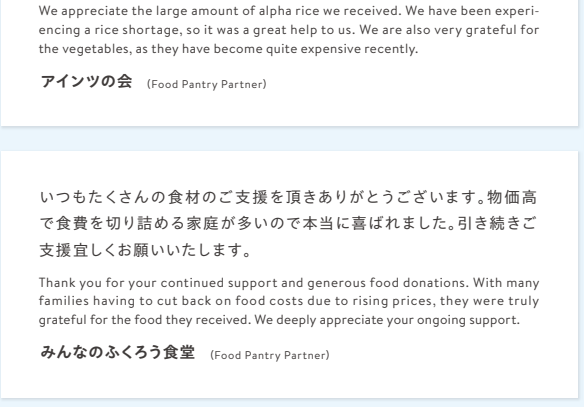 We appreciate the large amount of alpha rice we received. We have been experi-
encing a rice shortage, so it was a great help to us. We are also very grateful for
the vegetables, as they have become quite expensive recently.
アインツの会 (Food Pantry Partner)
いつもたくさんの食材のご支援を頂きありがとうございます。物価高
で食費を切り詰める家庭が多いので本当に喜ばれました。引き続きご
支援宜しくお願いいたします。
Thank you for your continued support and generous food donations. With many
families having to cut back on food costs due to rising prices, they were truly
grateful for the food they received. We deeply appreciate your ongoing support.
みんなのふくろう食堂 (Food Pantry Partner)